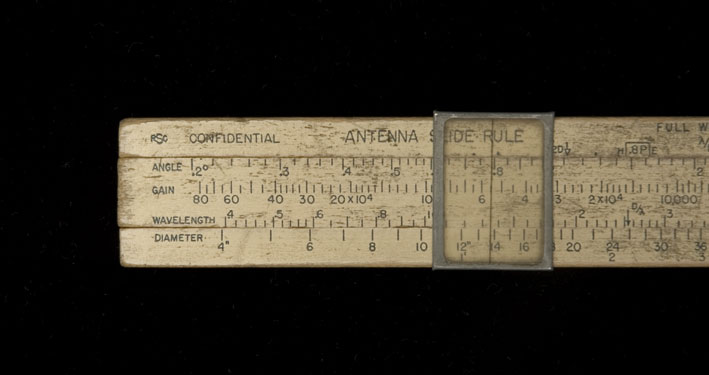 RSC CONFIDENTIAL ANTENNA SLIDE RULE FULL W
ANGLE .2° .3 .4 .5 .8 2
GAIN 80 60 40 30 20×10⁴ 10 6 4 3 2×10⁴ 10,000
WAVELENGTH .4 .5 .6 .8 2 3
DIAMETER 4" 6 8 10 12" 14 16 20 24 30 36
2 3